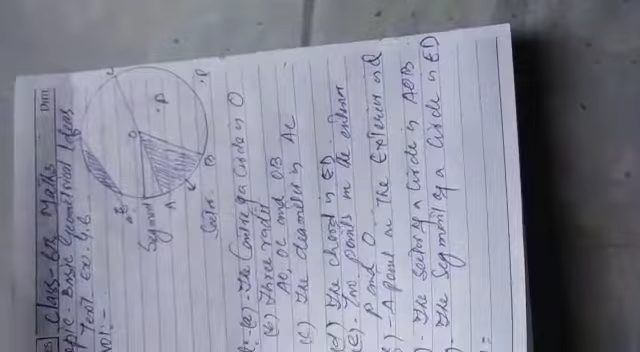 Class - 6th Maths
Topic - Basic Geometrical Ideas
Text Ex. 4.6
Segment
Sector
A
B
O
P
(a) - The Centre of a Circle is O
(b) Three radii
AO, OC and OB
(c) The diameter is AC
(d) The chord is ED.
(e) - Two points in the interior
P and O
- A point in the Exterior is Q
- The Sector of a Circle is AOB.
- The Segment of a Circle is ED